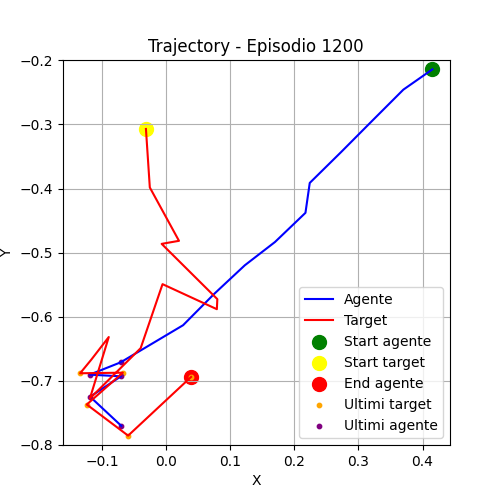 Trajectory - Episodio 1200
−0.2
−0.3
−0.4
−0.5
−0.6
−0.7
−0.8
Y
−0.1
0.0
0.1
0.2
0.3
0.4
X
Agente
Target
Start agente
Start target
End agente
Ultimi target
Ultimi agente